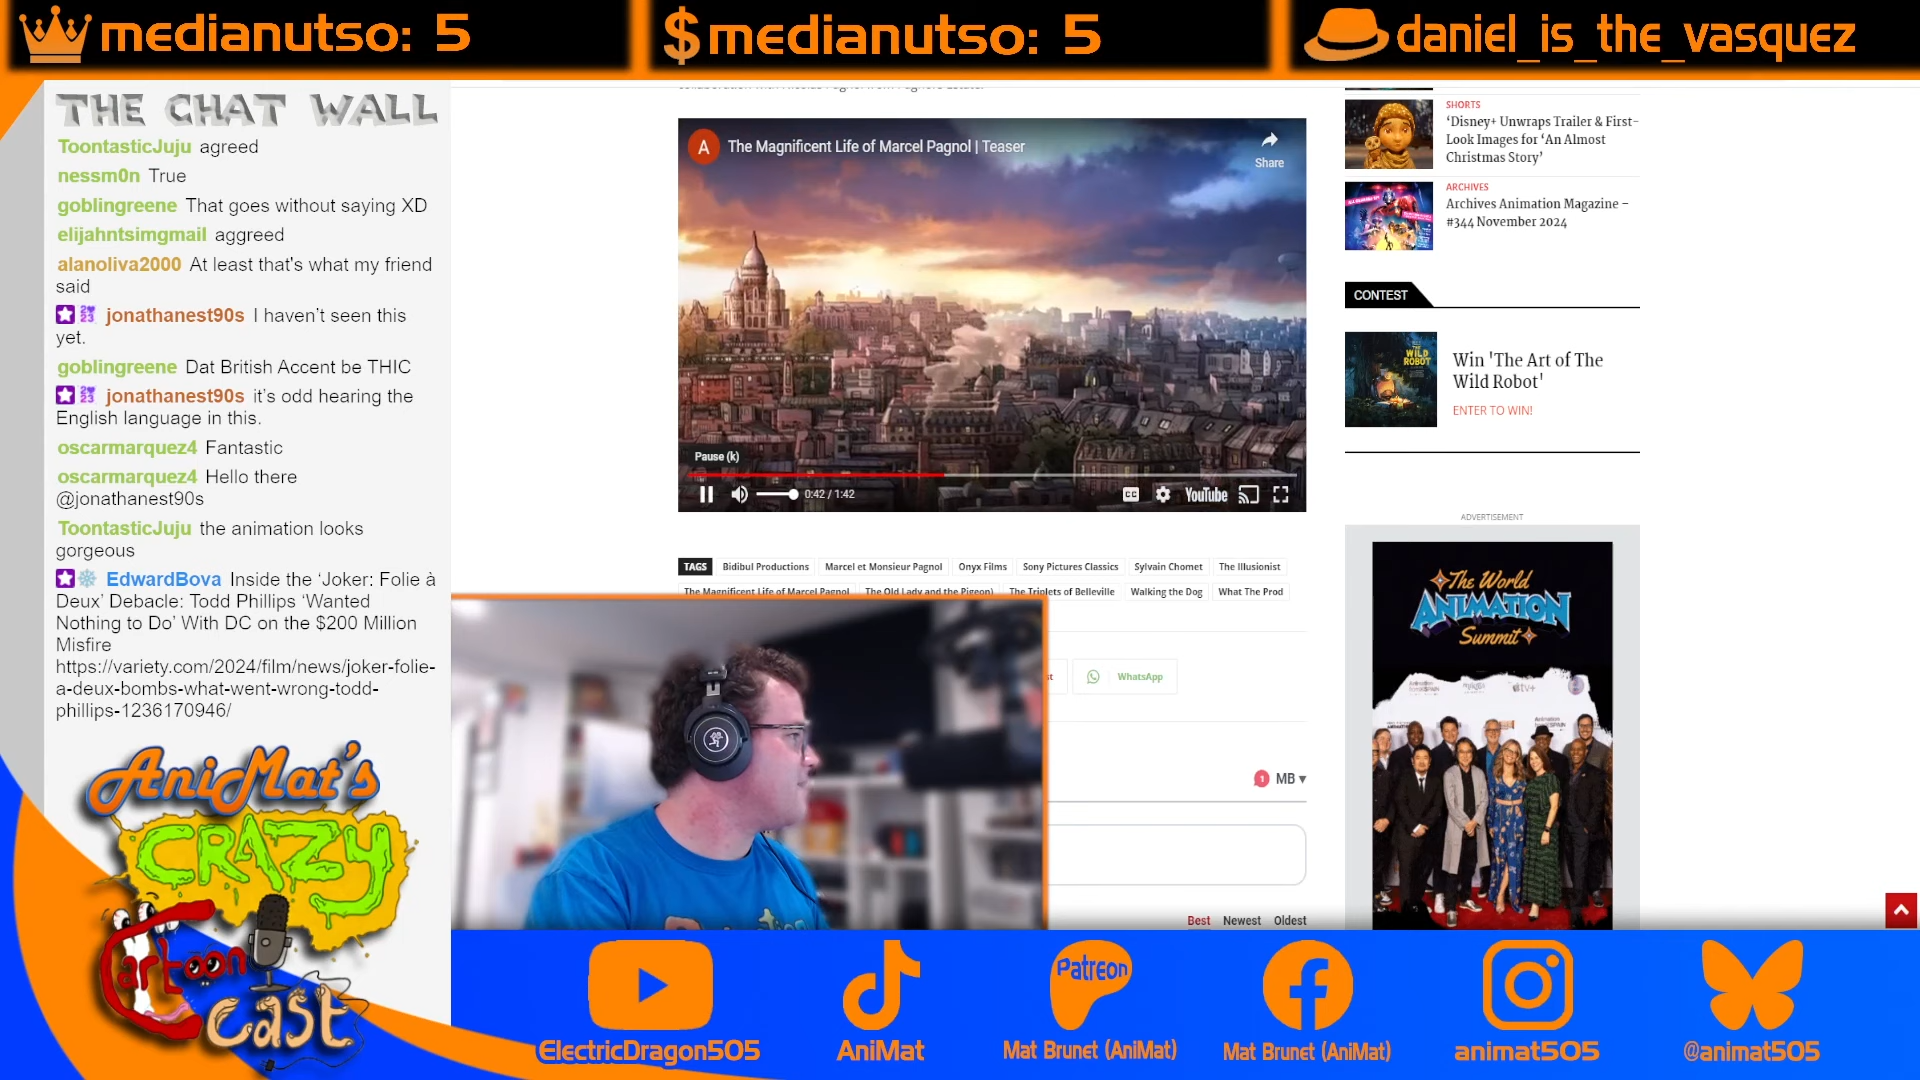 medianutso: 5
$medianutso: 5
daniel_is_the_vasquez
THE CHAT WALL
ToontasticJuju agreed
nessm0n True
goblingreene That goes without saying XD
elijahntsimgmail aggreed
alanoliva2000 At least that's what my friend
said
jonathanest90s I haven't seen this
yet.
goblingreene Dat British Accent be THIC
jonathanest90s it's odd hearing the
English language in this.
oscarmarquez4 Fantastic
oscarmarquez4 Hello there
@jonathanest90s
ToontasticJuju the animation looks
gorgeous
EdwardBova Inside the ‘Joker: Folie à
Deux’ Debacle: Todd Phillips ‘Wanted
Nothing to Do’ With DC on the $200 Million
Misfire
https://variety.com/2024/film/news/joker-folie-
a-deux-bombs-what-went-wrong-todd-
phillips-1236170946/
AniMat's
CRAZY
Cartoon
Cast
A
The Magnificent Life of Marcel Pagnol | Teaser
Share
Pause (k)
0:42 / 1:42
CC
YouTube
TAGS Bidibul Productions Marcel et Monsieur Pagnol Onyx Films Sony Pictures Classics Sylvain Chomet The Illusionist
The Magnificent Life of Marcel Pagnol The Old Lady and the Pigeon) The Triplets of Belleville Walking the Dog What The Prod
st
WhatsApp
1 MB
Best Newest Oldest
SHORTS
‘Disney+ Unwraps Trailer & First-
Look Images for ‘An Almost
Christmas Story’
ARCHIVES
Archives Animation Magazine –
#344 November 2024
CONTEST
THE WILD
ROBOT
Win 'The Art of The
Wild Robot'
ENTER TO WIN!
ADVERTISEMENT
The World
ANIMATION
Summit
tv+
ElectricDragon505
AniMat
Patreon
Mat Brunet (AniMat)
Mat Brunet (AniMat)
animat505
@animat505